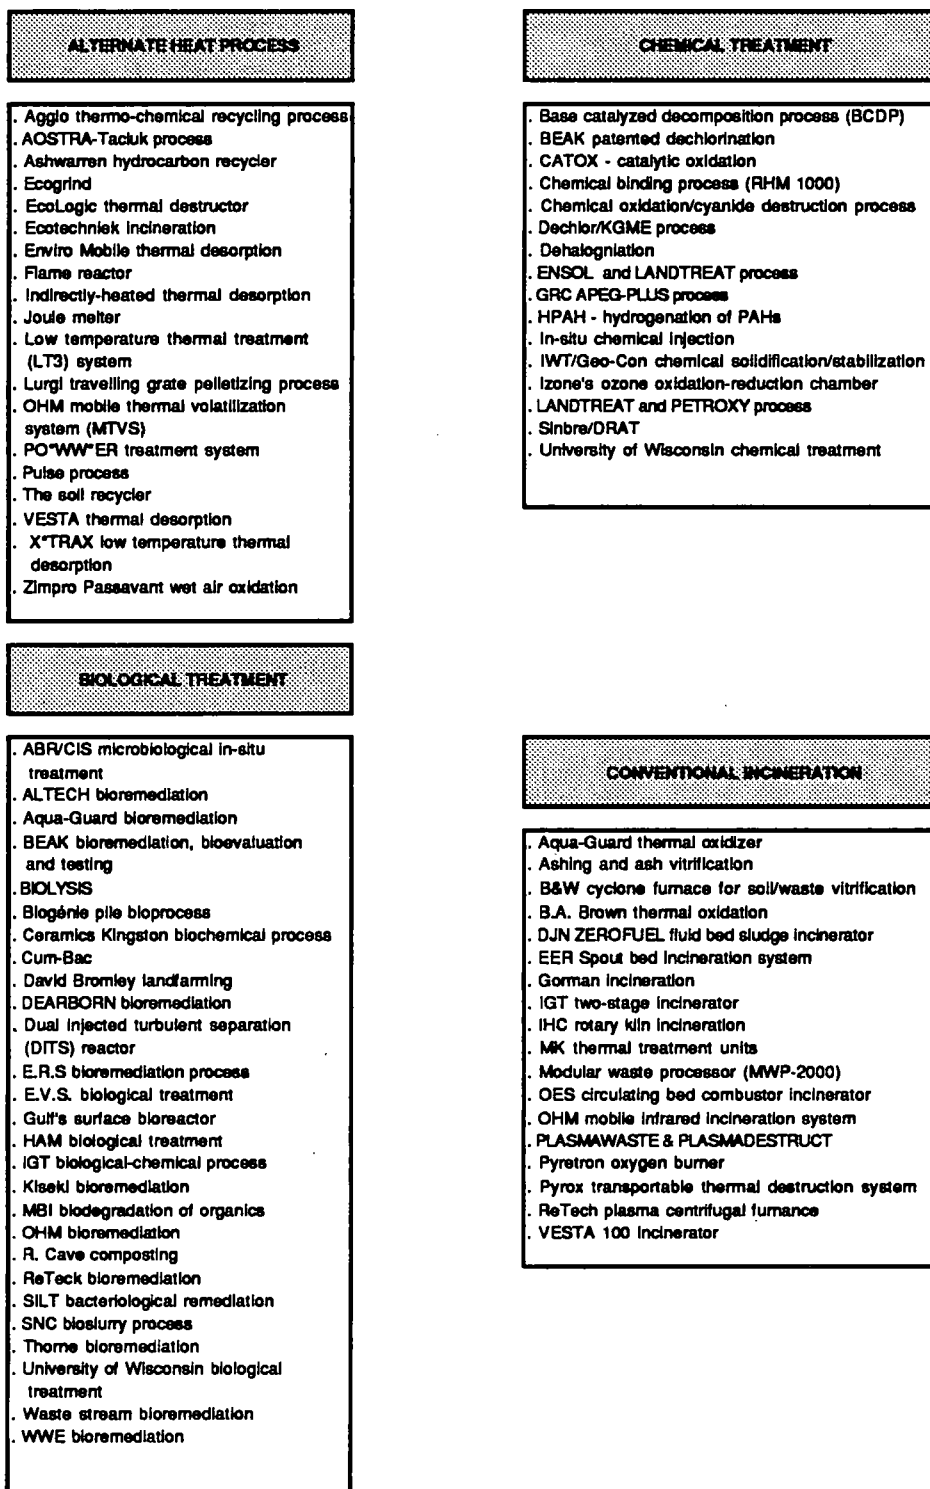 ALTERNATE HEAT PROCESS
. Aggio thermo-chemical recycling process
. AOSTRA-Taciuk process
. Ashwarren hydrocarbon recycler
. Ecogrind
. EcoLogic thermal destructor
. Ecotechniek incineration
. Enviro Mobile thermal desorption
. Flame reactor
. Indirectly-heated thermal desorption
. Joule melter
. Low temperature thermal treatment
(LT3) system
. Lurgi travelling grate pelletizing process
. OHM mobile thermal volatilization
system (MTVS)
. PO*WW*ER treatment system
. Pulse process
. The soil recycler
. VESTA thermal desorption
. X*TRAX low temperature thermal
desorption
. Zimpro Passavant wet air oxidation
BIOLOGICAL TREATMENT
. ABR/CIS microbiological in-situ
treatment
. ALTECH bioremediation
. Aqua-Guard bioremediation
. BEAK bioremediation, bioevaluation
and testing
. BIOLYSIS
. Biogénie pile bioprocess
. Ceramics Kingston biochemical process
. Cum-Bac
. David Bromley landfarming
. DEARBORN bioremediation
. Dual injected turbulent separation
(DITS) reactor
. E.R.S bioremediation process
. E.V.S. biological treatment
. Gulf's surface bioreactor
. HAM biological treatment
. IGT biological-chemical process
. Kiseki bioremediation
. MBI biodegradation of organics
. OHM bioremediation
. R. Cave composting
. ReTeck bioremediation
. SILT bacteriological remediation
. SNC bioslurry process
. Thorne bioremediation
. University of Wisconsin biological
treatment
. Waste stream bioremediation
. WWE bioremediation
CHEMICAL TREATMENT
. Base catalyzed decomposition process (BCDP)
. BEAK patented dechlorination
. CATOX - catalytic oxidation
. Chemical binding process (RHM 1000)
. Chemical oxidation/cyanide destruction process
. Dechlor/KGME process
. Dehalogniation
. ENSOL and LANDTREAT process
. GRC APEG-PLUS process
. HPAH - hydrogenation of PAHs
. In-situ chemical injection
. IWT/Geo-Con chemical soildification/stabilization
. Izone's ozone oxidation-reduction chamber
. LANDTREAT and PETROXY process
. Sinbre/DRAT
. University of Wisconsin chemical treatment
CONVENTIONAL INCINERATION
. Aqua-Guard thermal oxidizer
. Ashing and ash vitrification
. B&W cyclone furnace for soil/waste vitrification
. B.A. Brown thermal oxidation
. DJN ZEROFUEL fluid bed sludge incinerator
. EER Spout bed incineration system
. Gorman incineration
. IGT two-stage incinerator
. IHC rotary kiln incineration
. MK thermal treatment units
. Modular waste processor (MWP-2000)
. OES circulating bed combustor incinerator
. OHM mobile infrared incineration system
. PLASMAWASTE & PLASMADESTRUCT
. Pyretron oxygen burner
. Pyrox transportable thermal destruction system
. ReTech plasma centrifugal furnance
. VESTA 100 incinerator